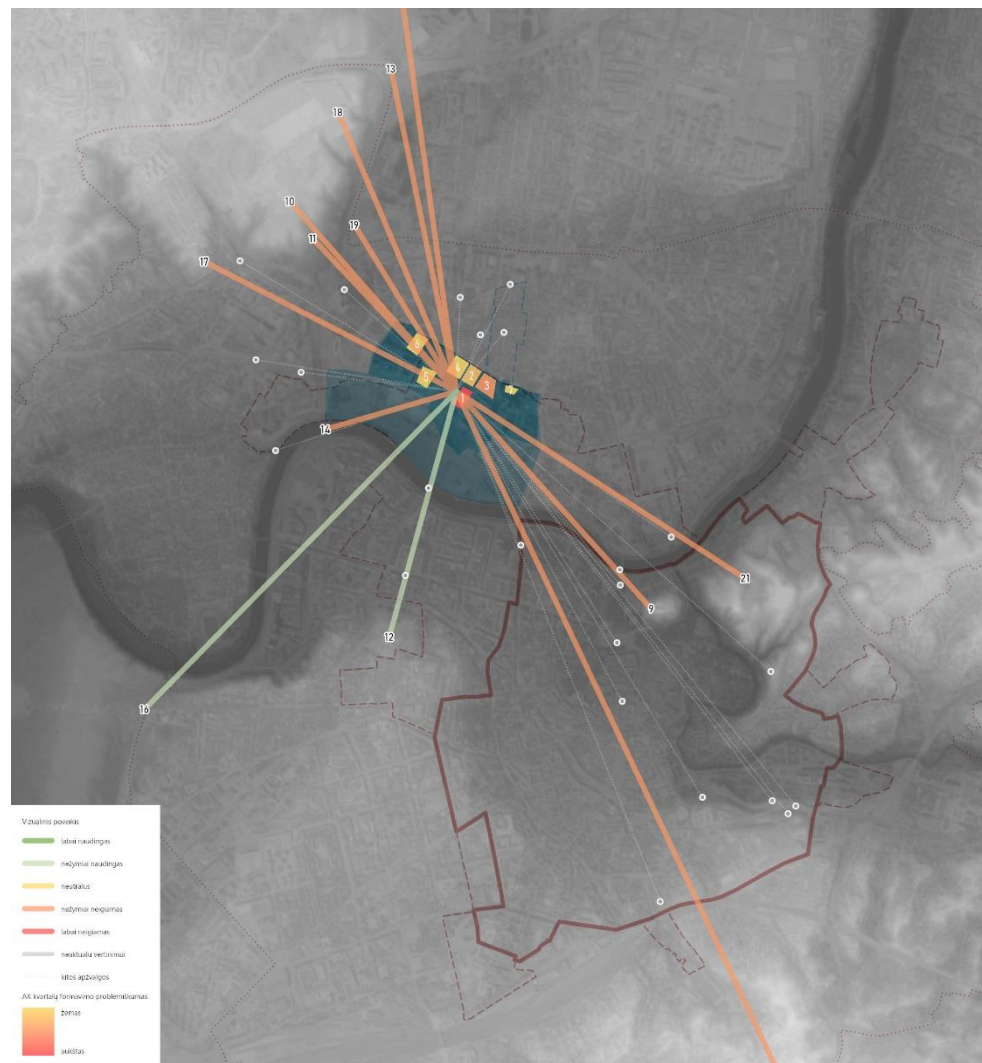 13
18
10
19
11
17
6
4
2
5
3
1
14
21
9
12
16
Vizualinis poveikis
labai naudingas
nežymiai naudingas
neutralus
nežymiai neigiamas
labai neigiamas
neaktualu vertinimui
kitos apžvalgos
AK kvartalų formavimo problemiškumas
žemas
aukštas